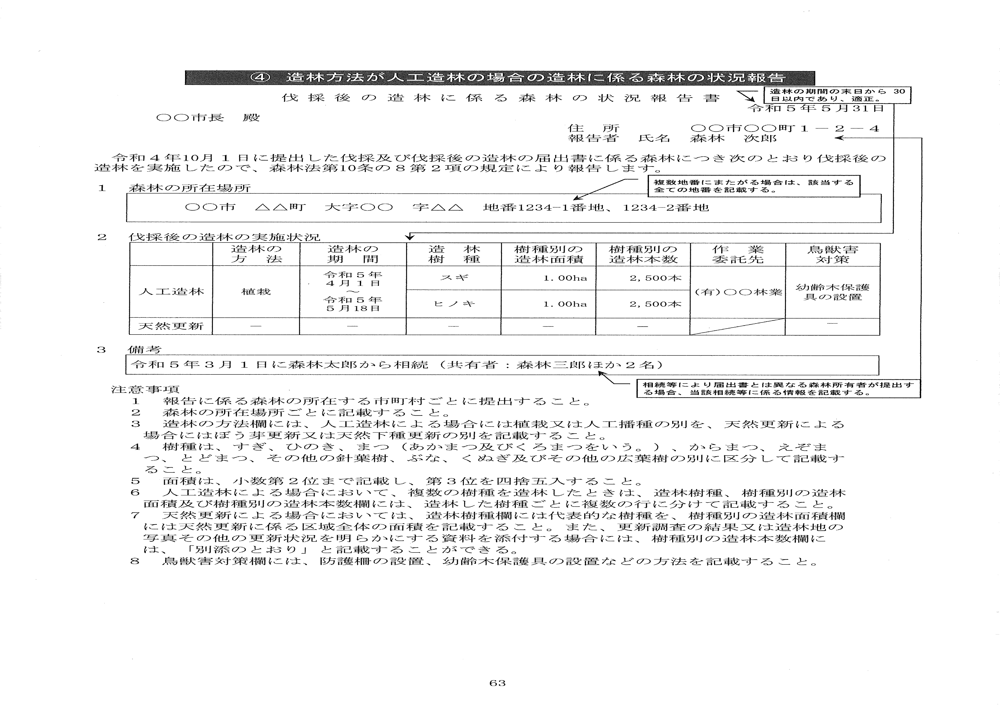 ④　造林方法が人工造林の場合の造林に係る森林の状況報告
伐採後の造林に係る森林の状況報告書
造林の期間の末日から 30
日以内であり、適正。
令和５年５月31日
〇〇市長　殿
住　所　〇〇市〇〇町１－２－４
報告者　氏名　森林　次郎
令和４年10月１日に提出した伐採及び伐採後の造林の届出書に係る森林につき次のとおり伐採後の
造林を実施したので、森林法第10条の８第２項の規定により報告します。
複数地番にまたがる場合は、該当する
全ての地番を記載する。
１　森林の所在場所
〇〇市　△△町　大字〇〇　字△△　地番1234-1番地、1234-2番地
２　伐採後の造林の実施状況
造林の方法　造林の期間　造林樹種　樹種別の造林面積　樹種別の造林本数　作業委託先　鳥獣害対策
人工造林　植栽　令和５年４月１日～令和５年５月18日　スギ　1.00ha　2,500本　(有)〇〇林業　幼齢木保護具の設置
ヒノキ　1.00ha　2,500本
天然更新　－　－　－　－　－　－
３　備考
令和５年３月１日に森林太郎から相続（共有者：森林三郎ほか２名）
相続等により届出書とは異なる森林所有者が提出す
る場合、当該相続等に係る情報を記載する。
注意事項
１　報告に係る森林の所在する市町村ごとに提出すること。
２　森林の所在場所ごとに記載すること。
３　造林の方法欄には、人工造林による場合には植栽又は人工播種の別を、天然更新による
場合にはぼう芽更新又は天然下種更新の別を記載すること。
４　樹種は、すぎ、ひのき、まつ（あかまつ及びくろまつをいう。）、からまつ、えぞま
つ、とどまつ、その他の針葉樹、ぶな、くぬぎ及びその他の広葉樹の別に区分して記載す
ること。
５　面積は、小数第２位まで記載し、第３位を四捨五入すること。
６　人工造林による場合において、複数の樹種を造林したときは、造林樹種、樹種別の造林
面積及び樹種別の造林本数欄には、造林した樹種ごとに複数の行に分けて記載すること。
７　天然更新による場合においては、造林樹種欄には代表的な樹種を、樹種別の造林面積欄
には天然更新に係る区域全体の面積を記載すること。また、更新調査の結果又は造林地の
写真その他の更新状況を明らかにする資料を添付する場合には、樹種別の造林本数欄に
は、「別添のとおり」と記載することができる。
８　鳥獣害対策欄には、防護柵の設置、幼齢木保護具の設置などの方法を記載すること。
63